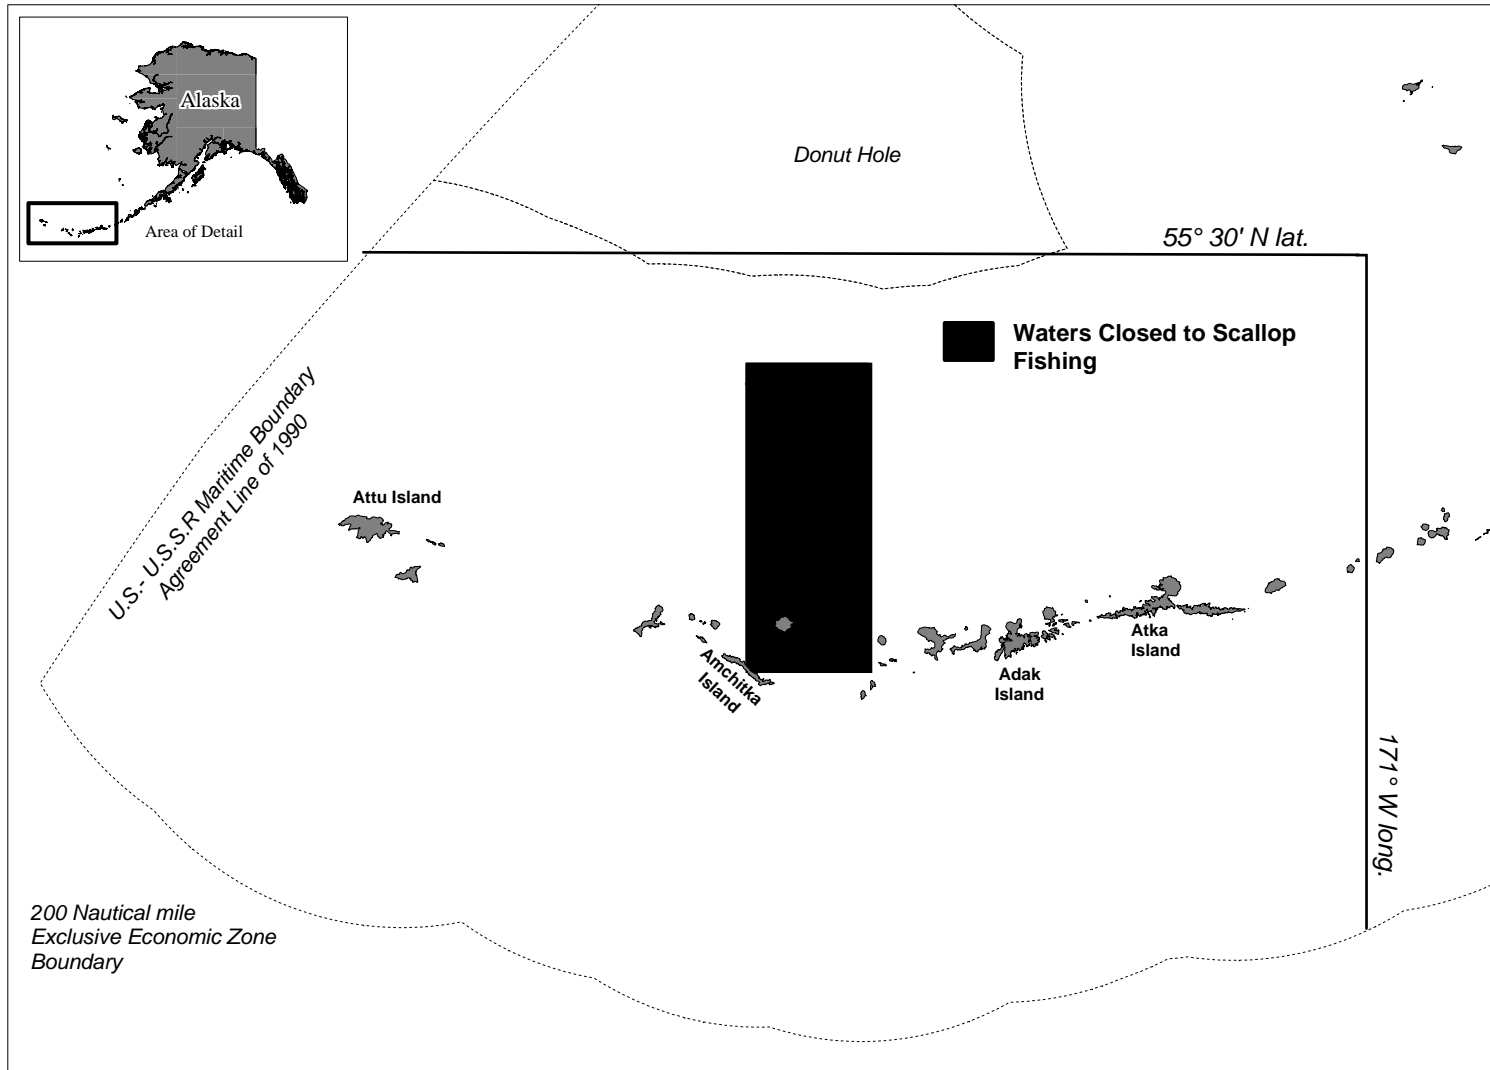 Alaska
Area of Detail
Donut Hole
55° 30' N lat.
Waters Closed to Scallop
Fishing
U.S.- U.S.S.R Maritime Boundary
Agreement Line of 1990
Attu Island
Amchitka
Island
Adak
Island
Atka
Island
171° W long.
200 Nautical mile
Exclusive Economic Zone
Boundary